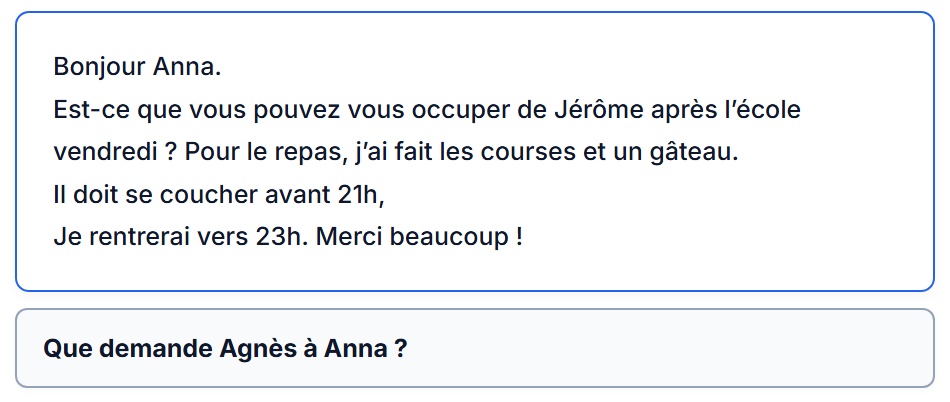 Bonjour Anna.
Est-ce que vous pouvez vous occuper de Jérôme après l’école
vendredi ? Pour le repas, j’ai fait les courses et un gâteau.
Il doit se coucher avant 21h,
Je rentrerai vers 23h. Merci beaucoup !
Que demande Agnès à Anna ?